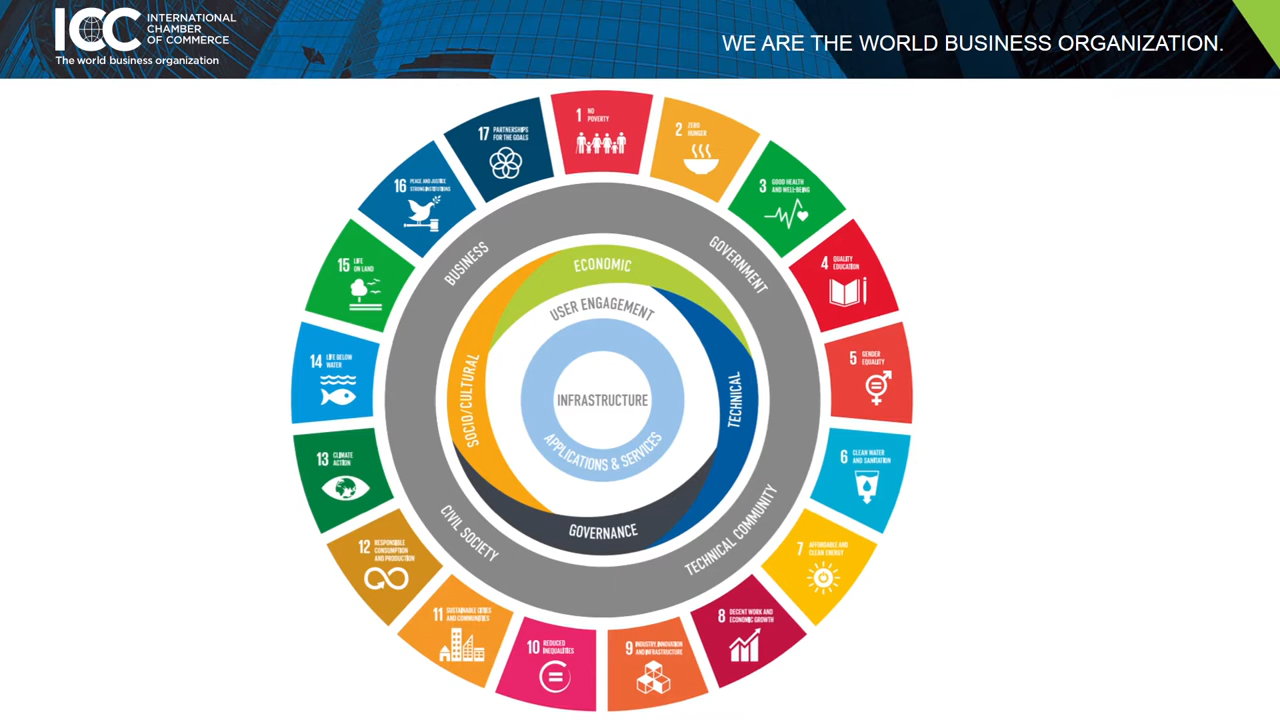 ICC
INTERNATIONAL
CHAMBER
OF COMMERCE
The world business organization
WE ARE THE WORLD BUSINESS ORGANIZATION.
1 NO
POVERTY
2 ZERO
HUNGER
3 GOOD HEALTH
AND WELL-BEING
4 QUALITY
EDUCATION
5 GENDER
EQUALITY
6 CLEAN WATER
AND SANITATION
7 AFFORDABLE AND
CLEAN ENERGY
8 DECENT WORK AND
ECONOMIC GROWTH
9 INDUSTRY, INNOVATION
AND INFRASTRUCTURE
10 REDUCED
INEQUALITIES
11 SUSTAINABLE CITIES
AND COMMUNITIES
12 RESPONSIBLE
CONSUMPTION
AND PRODUCTION
13 CLIMATE
ACTION
14 LIFE BELOW
WATER
15 LIFE
ON LAND
16 PEACE AND JUSTICE
STRONG INSTITUTIONS
17 PARTNERSHIPS
FOR THE GOALS
BUSINESS
GOVERNMENT
TECHNICAL COMMUNITY
CIVIL SOCIETY
ECONOMIC
TECHNICAL
GOVERNANCE
SOCIO/CULTURAL
USER ENGAGEMENT
INFRASTRUCTURE
APPLICATIONS & SERVICES